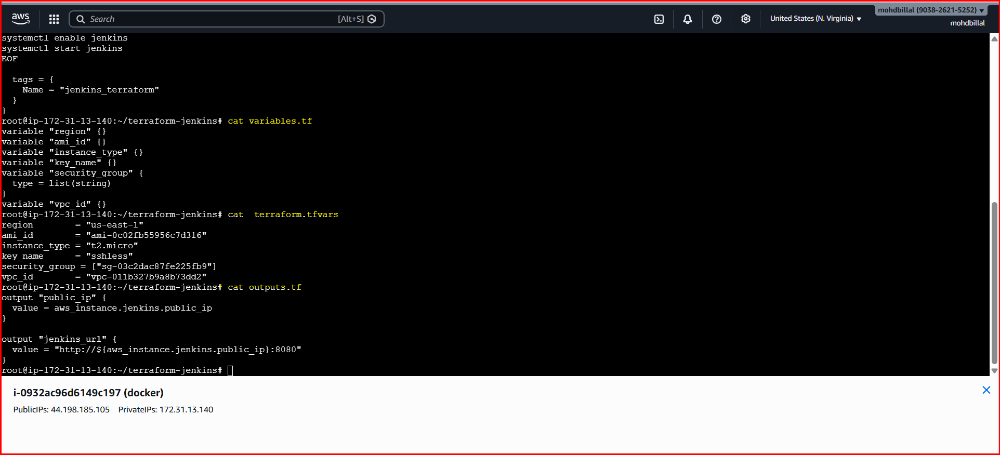 aws
Search
[Alt+S]
United States (N. Virginia)
mohdbillal (9038-2621-5252)
mohdbillal
systemctl enable jenkins
systemctl start jenkins
EOF
  tags = {
    Name = "jenkins_terraform"
  }
}
root@ip-172-31-13-140:~/terraform-jenkins# cat variables.tf
variable "region" {}
variable "ami_id" {}
variable "instance_type" {}
variable "key_name" {}
variable "security_group" {
  type = list(string)
}
variable "vpc_id" {}
root@ip-172-31-13-140:~/terraform-jenkins# cat  terraform.tfvars
region        = "us-east-1"
ami_id        = "ami-0c02fb55956c7d316"
instance_type = "t2.micro"
key_name      = "sshless"
security_group = ["sg-03c2dac87fe225fb9"]
vpc_id        = "vpc-011b327b9a8b73dd2"
root@ip-172-31-13-140:~/terraform-jenkins# cat outputs.tf
output "public_ip" {
  value = aws_instance.jenkins.public_ip
}
output "jenkins_url" {
  value = "http://${aws_instance.jenkins.public_ip}:8080"
}
root@ip-172-31-13-140:~/terraform-jenkins#
i-0932ac96d6149c197 (docker)
PublicIPs: 44.198.185.105    PrivateIPs: 172.31.13.140